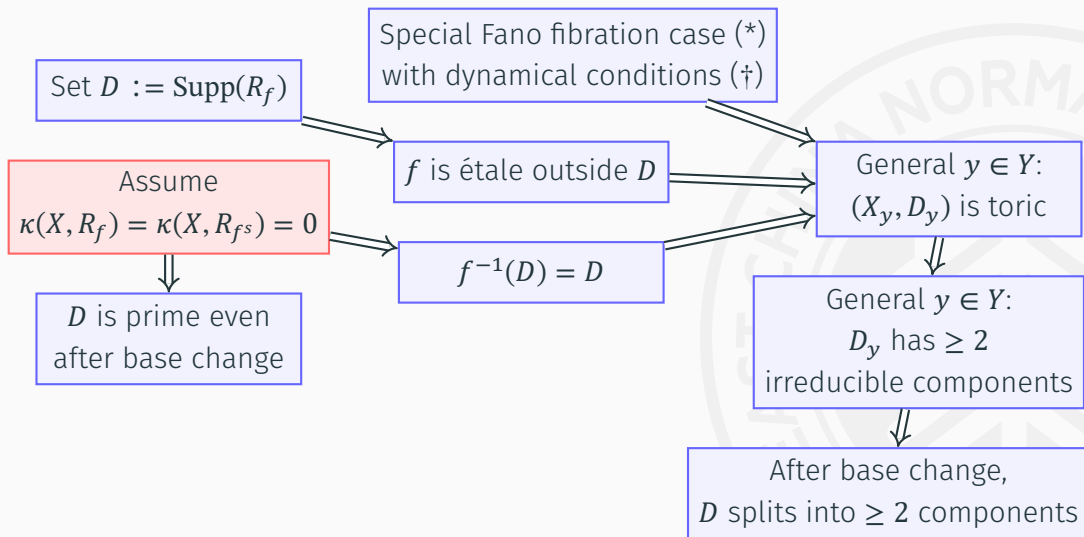 Special Fano fibration case (*)
with dynamical conditions (†)
Set D := Supp(R_f)
f is étale outside D
General y ∈ Y:
(X_y, D_y) is toric
Assume
κ(X, R_f) = κ(X, R_{f^s}) = 0
f^{-1}(D) = D
D is prime even
after base change
General y ∈ Y:
D_y has ≥ 2
irreducible components
After base change,
D splits into ≥ 2 components